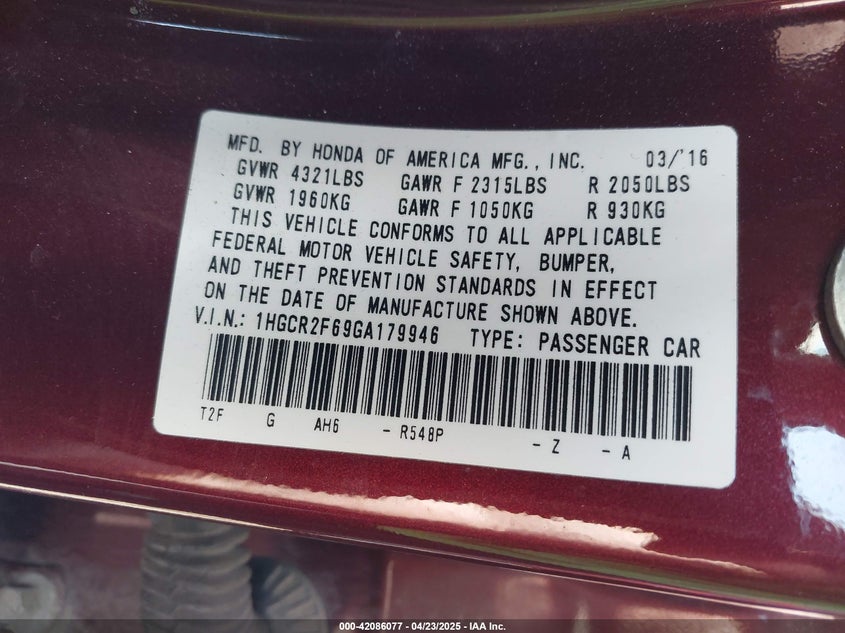 MFD. BY HONDA OF AMERICA MFG., INC. 03/'16
GVWR 4321LBS GAWR F 2315LBS R 2050LBS
GVWR 1960KG GAWR F 1050KG R 930KG
THIS VEHICLE CONFORMS TO ALL APPLICABLE
FEDERAL MOTOR VEHICLE SAFETY, BUMPER,
AND THEFT PREVENTION STANDARDS IN EFFECT
ON THE DATE OF MANUFACTURE SHOWN ABOVE.
V.I.N.: 1HGCR2F69GA179946 TYPE: PASSENGER CAR
T2F G AH6 - R548P - Z - A
000-42086077 - 04/23/2025 - IAA Inc.